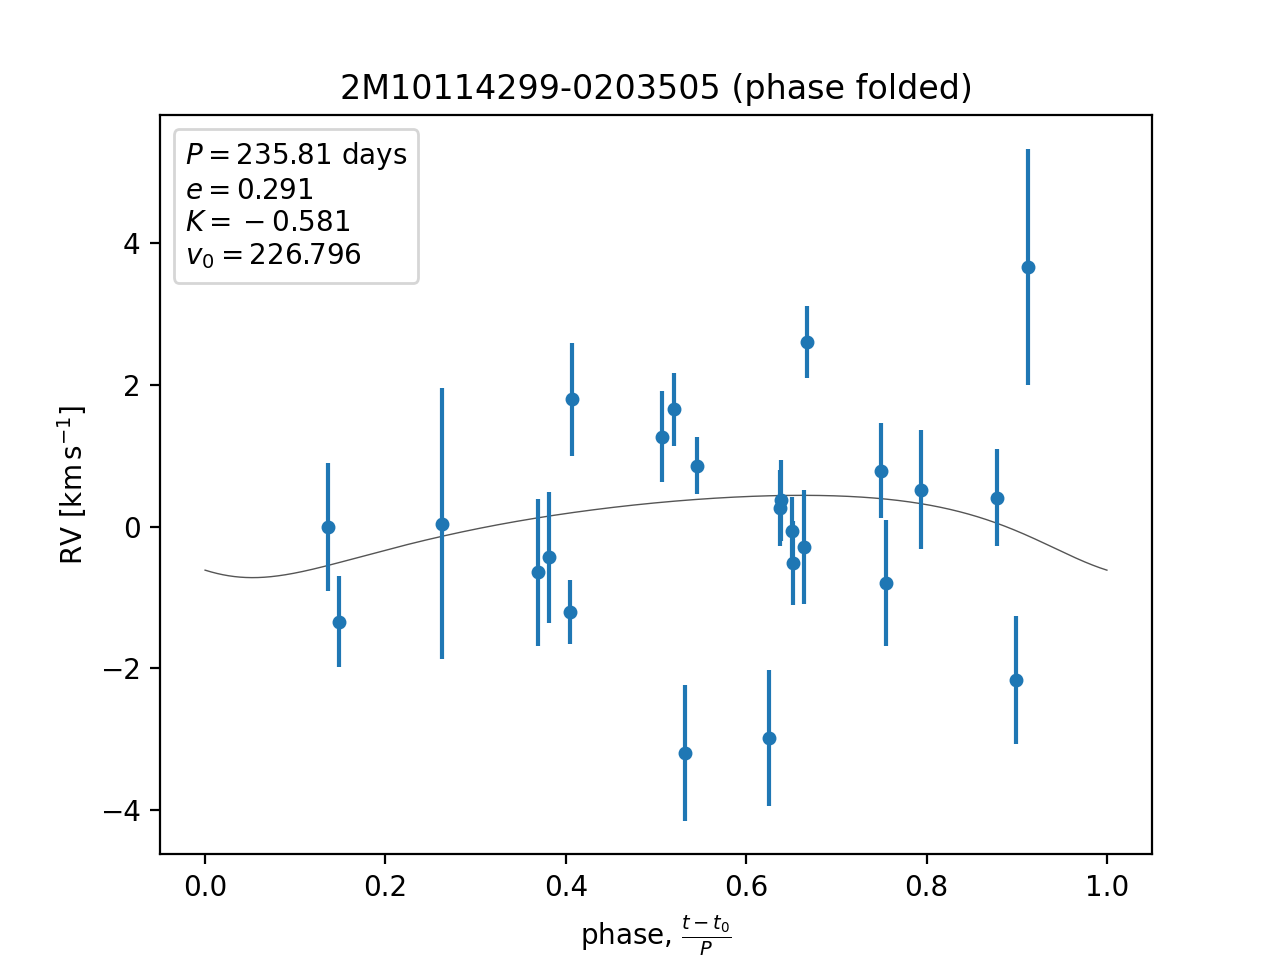 2M10114299-0203505 (phase folded)
P = 235.81 days
e = 0.291
K = −0.581
v₀ = 226.796
4
2
0
−2
−4
RV [km s⁻¹]
0.0 0.2 0.4 0.6 0.8 1.0
phase, (t − t₀)/P